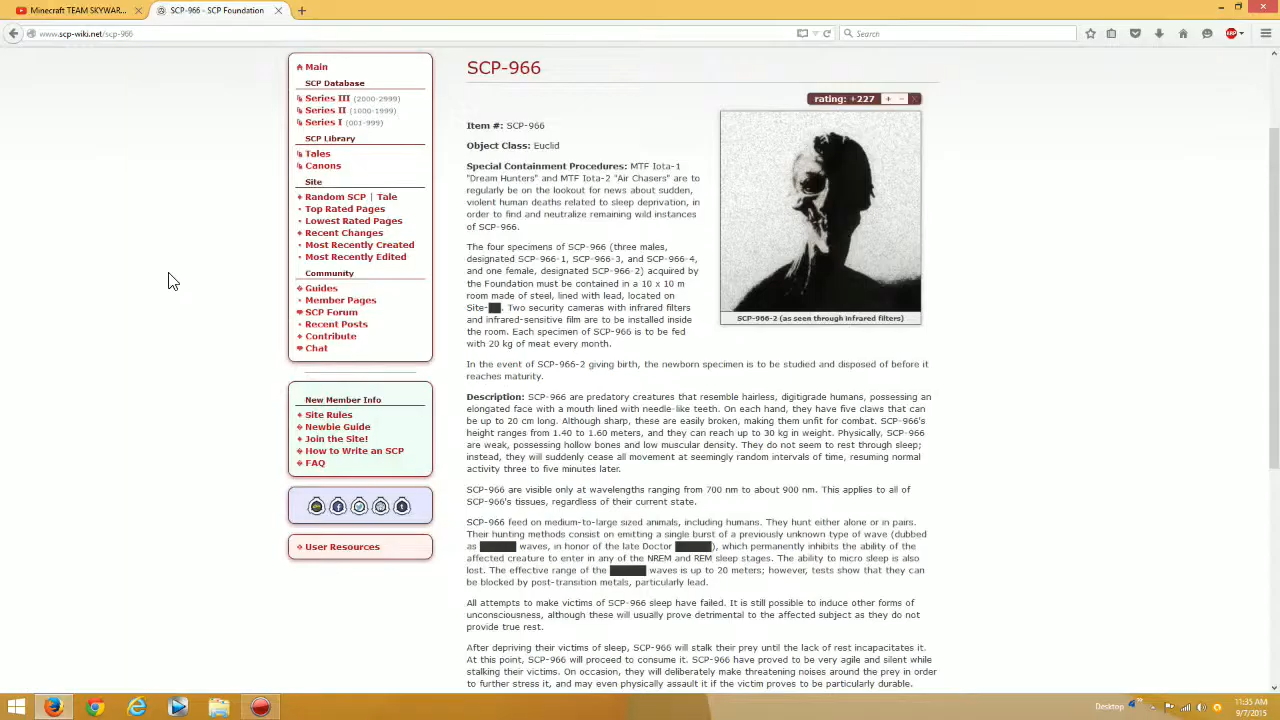 Minecraft TEAM SKYWAR...
SCP-966 - SCP Foundation
www.scp-wiki.net/scp-966
Search
ABP
Main
SCP Database
Series III (2000-2999)
Series II (1000-1999)
Series I (001-999)
SCP Library
Tales
Canons
Site
Random SCP | Tale
Top Rated Pages
Lowest Rated Pages
Recent Changes
Most Recently Created
Most Recently Edited
Community
Guides
Member Pages
SCP Forum
Recent Posts
Contribute
Chat
New Member Info
Site Rules
Newbie Guide
Join the Site!
How to Write an SCP
FAQ
User Resources
SCP-966
rating: +227 + – X
Item #: SCP-966
Object Class: Euclid
Special Containment Procedures: MTF Iota-1
"Dream Hunters" and MTF Iota-2 "Air Chasers" are to
regularly be on the lookout for news about sudden,
violent human deaths related to sleep deprivation, in
order to find and neutralize remaining wild instances
of SCP-966.
The four specimens of SCP-966 (three males,
designated SCP-966-1, SCP-966-3, and SCP-966-4,
and one female, designated SCP-966-2) acquired by
the Foundation must be contained in a 10 x 10 m
room made of steel, lined with lead, located on
Site-██. Two security cameras with infrared filters
and infrared-sensitive film are to be installed inside
the room. Each specimen of SCP-966 is to be fed
with 20 kg of meat every month.
SCP-966-2 (as seen through infrared filters)
In the event of SCP-966-2 giving birth, the newborn specimen is to be studied and disposed of before it
reaches maturity.
Description: SCP-966 are predatory creatures that resemble hairless, digitigrade humans, possessing an
elongated face with a mouth lined with needle-like teeth. On each hand, they have five claws that can
be up to 20 cm long. Although sharp, these are easily broken, making them unfit for combat. SCP-966's
height ranges from 1.40 to 1.60 meters, and they can reach up to 30 kg in weight. Physically, SCP-966
are weak, possessing hollow bones and low muscular density. They do not seem to rest through sleep;
instead, they will suddenly cease all movement at seemingly random intervals of time, resuming normal
activity three to five minutes later.
SCP-966 are visible only at wavelengths ranging from 700 nm to about 900 nm. This applies to all of
SCP-966's tissues, regardless of their current state.
SCP-966 feed on medium-to-large sized animals, including humans. They hunt either alone or in pairs.
Their hunting methods consist on emitting a single burst of a previously unknown type of wave (dubbed
as ██████ waves, in honor of the late Doctor ██████), which permanently inhibits the ability of the
affected creature to enter in any of the NREM and REM sleep stages. The ability to micro sleep is also
lost. The effective range of the ██████ waves is up to 20 meters; however, tests show that they can
be blocked by post-transition metals, particularly lead.
All attempts to make victims of SCP-966 sleep have failed. It is still possible to induce other forms of
unconsciousness, although these will usually prove detrimental to the affected subject as they do not
provide true rest.
After depriving their victims of sleep, SCP-966 will stalk their prey until the lack of rest incapacitates it.
At this point, SCP-966 will proceed to consume it. SCP-966 have proved to be very agile and silent while
stalking their victims. On occasion, they will deliberately make threatening noises around the prey in order
to further stress it, and may even physically assault it if the victim proves to be particularly durable.
Desktop
11:35 AM
9/7/2015